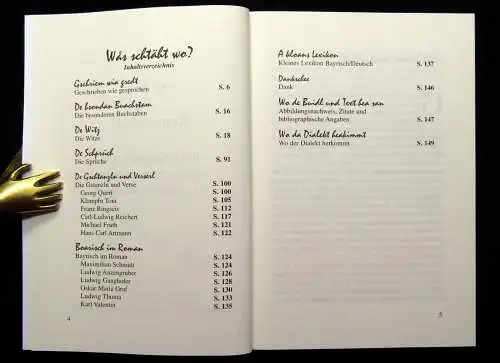 Wås schtäht wo?
Inhaltsverzeichnis
Gschriem wia gredt
Geschrieben wie gesprochen S. 6
De bsondan Buachstam
Die besonderen Buchstaben S. 16
De Witz
Die Witze S. 18
De Schprüch
Die Sprüche S. 91
De Gschtanzln und Verserl
Die Gstanzln und Verse S. 100
Georg Queri S. 100
Klampfn Toni S. 105
Franz Ringseis S. 112
Carl-Ludwig Reichert S. 117
Michael Fruth S. 121
Hans Carl Artmann S. 122
Boarisch im Roman
Bayrisch im Roman S. 124
Maximilian Schmidt S. 124
Ludwig Anzengruber S. 126
Ludwig Ganghofer S. 128
Oskar Maria Graf S. 130
Ludwig Thoma S. 133
Karl Valentin S. 135
4
A kloans Lexikon
Kleines Lexikon Bayrisch/Deutsch S. 137
Dankschee
Dank S. 146
Wo de Buidl und Text hea san
Abbildungsnachweis, Zitate und S. 147
bibliographische Angaben
Wo da Dialekt heakimmt
Wo der Dialekt herkommt S. 149
5